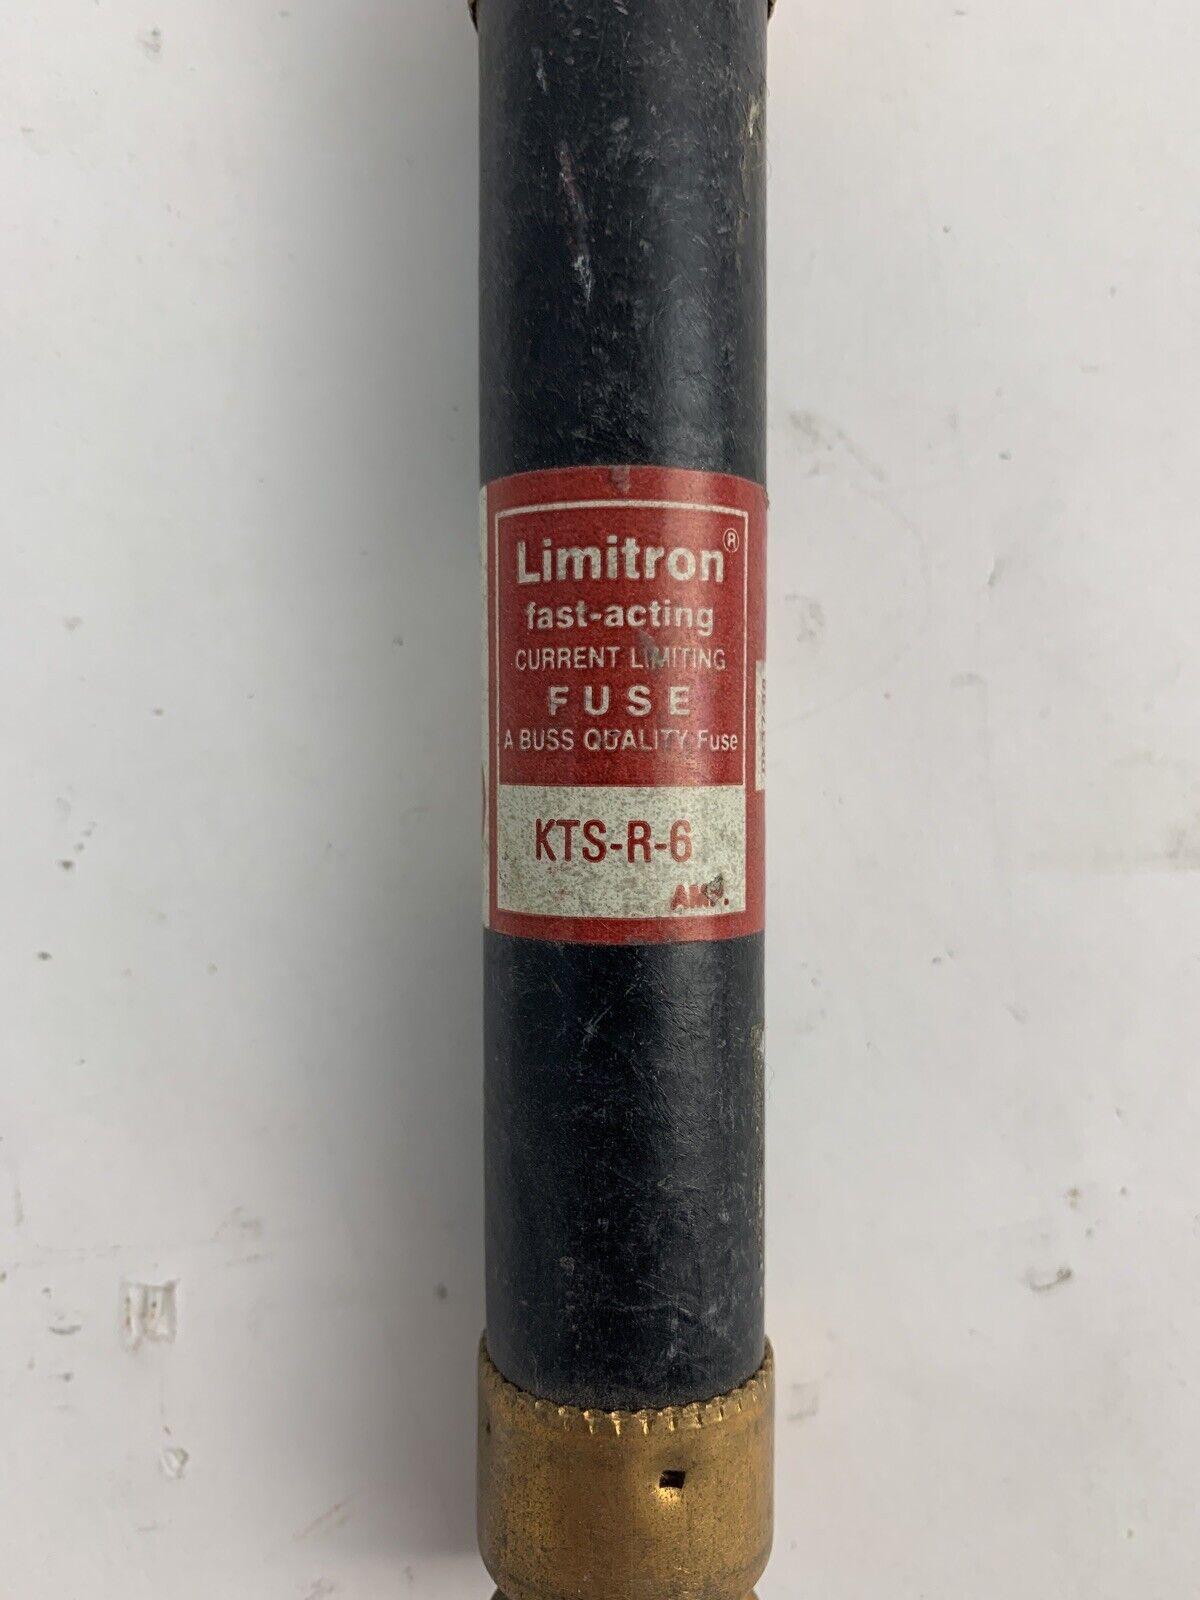 Limitron®
fast-acting
CURRENT LIMITING
FUSE
A BUSS QUALITY Fuse
KTS-R-6
AMP.